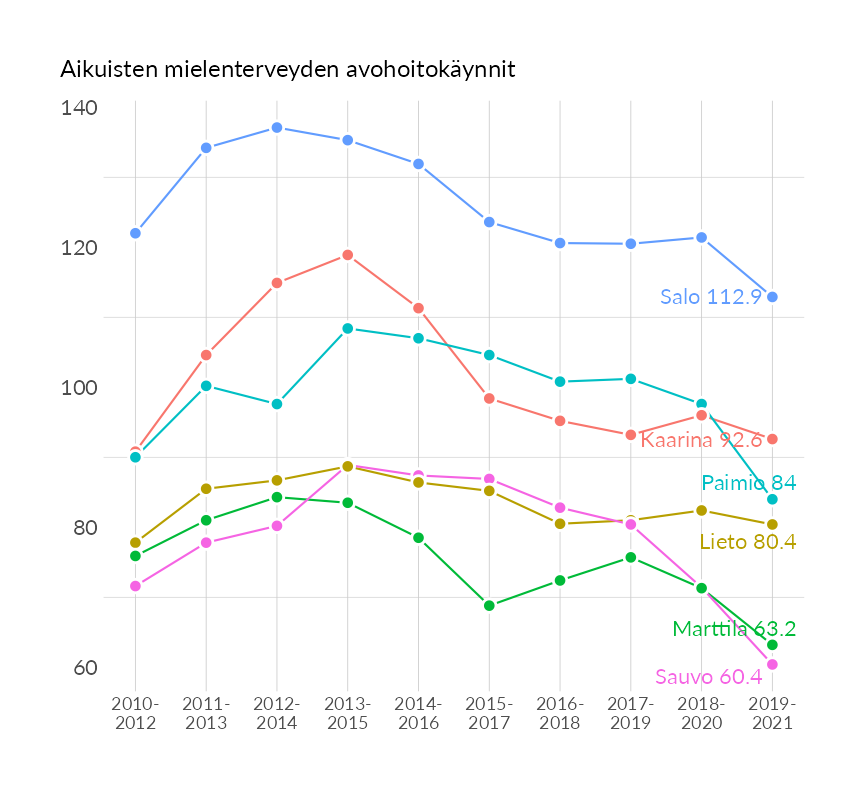 Aikuisten mielenterveyden avohoitokäynnit
140
120
100
80
60
Salo 112.9
Kaarina 92.6
Paimio 84
Lieto 80.4
Marttila 63.2
Sauvo 60.4
2010- 2011- 2012- 2013- 2014- 2015- 2016- 2017- 2018- 2019-
2012 2013 2014 2015 2016 2017 2018 2019 2020 2021